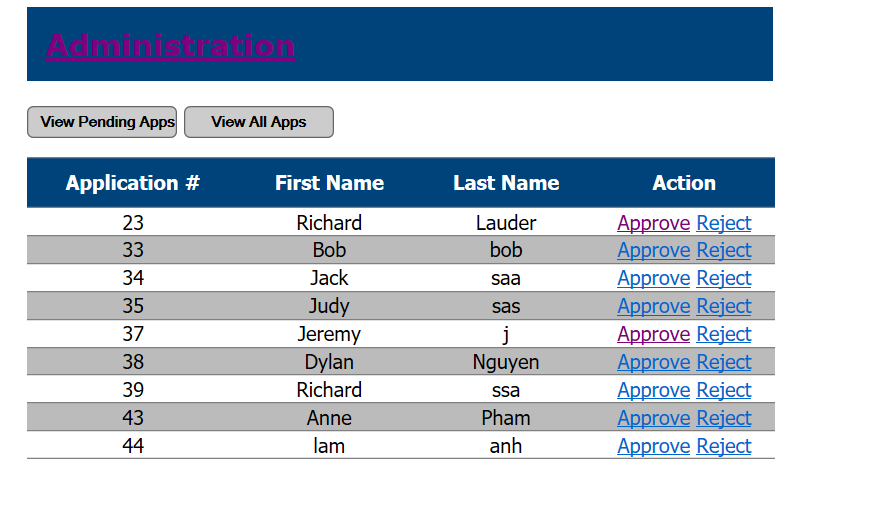 Administration
View Pending Apps View All Apps
Application # First Name Last Name Action
23 Richard Lauder Approve Reject
33 Bob bob Approve Reject
34 Jack saa Approve Reject
35 Judy sas Approve Reject
37 Jeremy j Approve Reject
38 Dylan Nguyen Approve Reject
39 Richard ssa Approve Reject
43 Anne Pham Approve Reject
44 lam anh Approve Reject